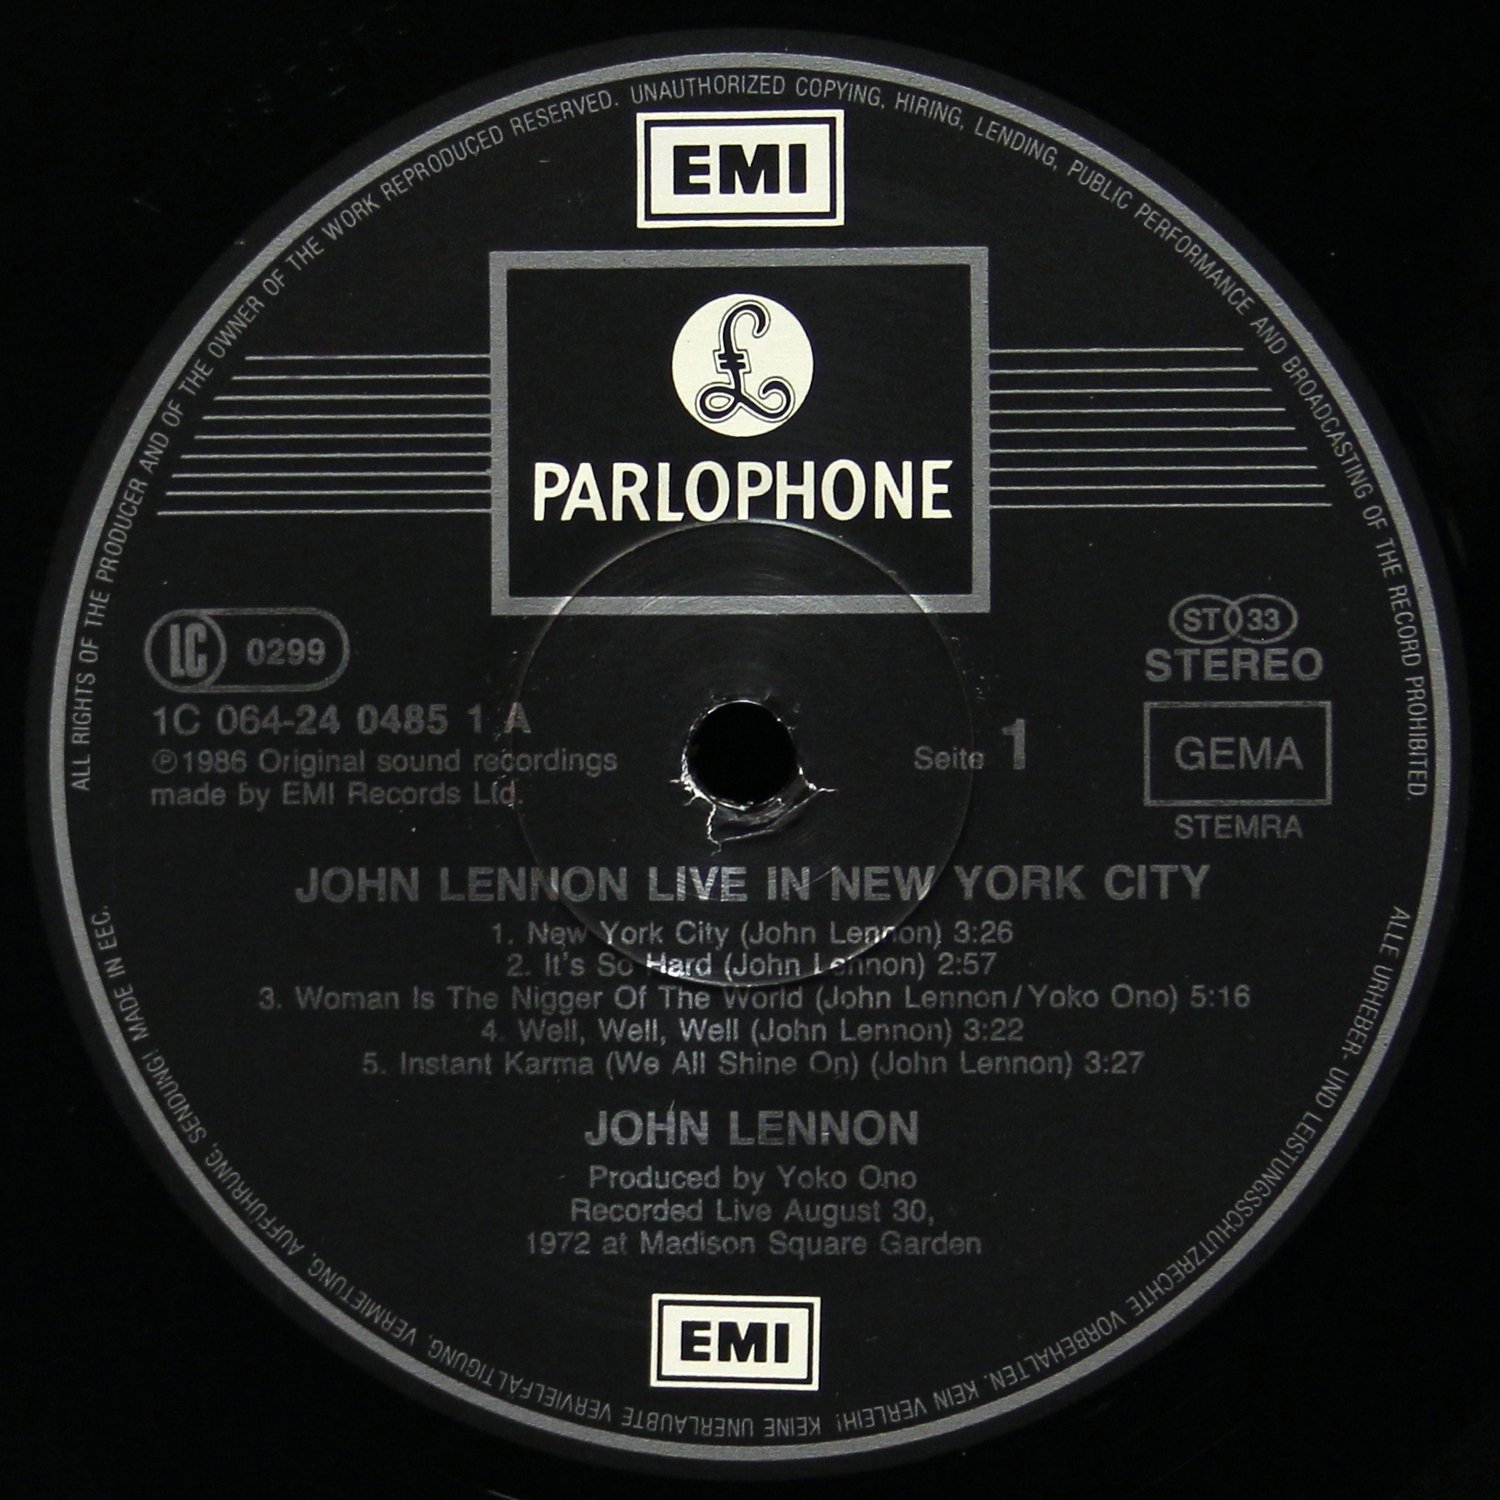 ALL RIGHTS OF THE PRODUCER AND OF THE OWNER OF THE WORK REPRODUCED RESERVED. UNAUTHORIZED COPYING, HIRING, LENDING, PUBLIC PERFORMANCE AND BROADCASTING OF THE RECORD PROHIBITED.
EMI
£
PARLOPHONE
LC 0299
ST 33
STEREO
1C 064-24 0485 1 A
℗1986 Original sound recordings
made by EMI Records Ltd.
Seite 1
GEMA
STEMRA
JOHN LENNON LIVE IN NEW YORK CITY
1. New York City (John Lennon) 3:26
2. It's So Hard (John Lennon) 2:57
3. Woman Is The Nigger Of The World (John Lennon/Yoko Ono) 5:16
4. Well, Well, Well (John Lennon) 3:22
5. Instant Karma (We All Shine On) (John Lennon) 3:27
JOHN LENNON
Produced by Yoko Ono
Recorded Live August 30,
1972 at Madison Square Garden
EMI
ALLE URHEBER- UND LEISTUNGSSCHUTZRECHTE VORBEHALTEN. KEIN VERLEIH! KEINE UNERLAUBTE VERVIELFÄLTIGUNG, VERMIETUNG, AUFFÜHRUNG, SENDUNG! MADE IN EEC.